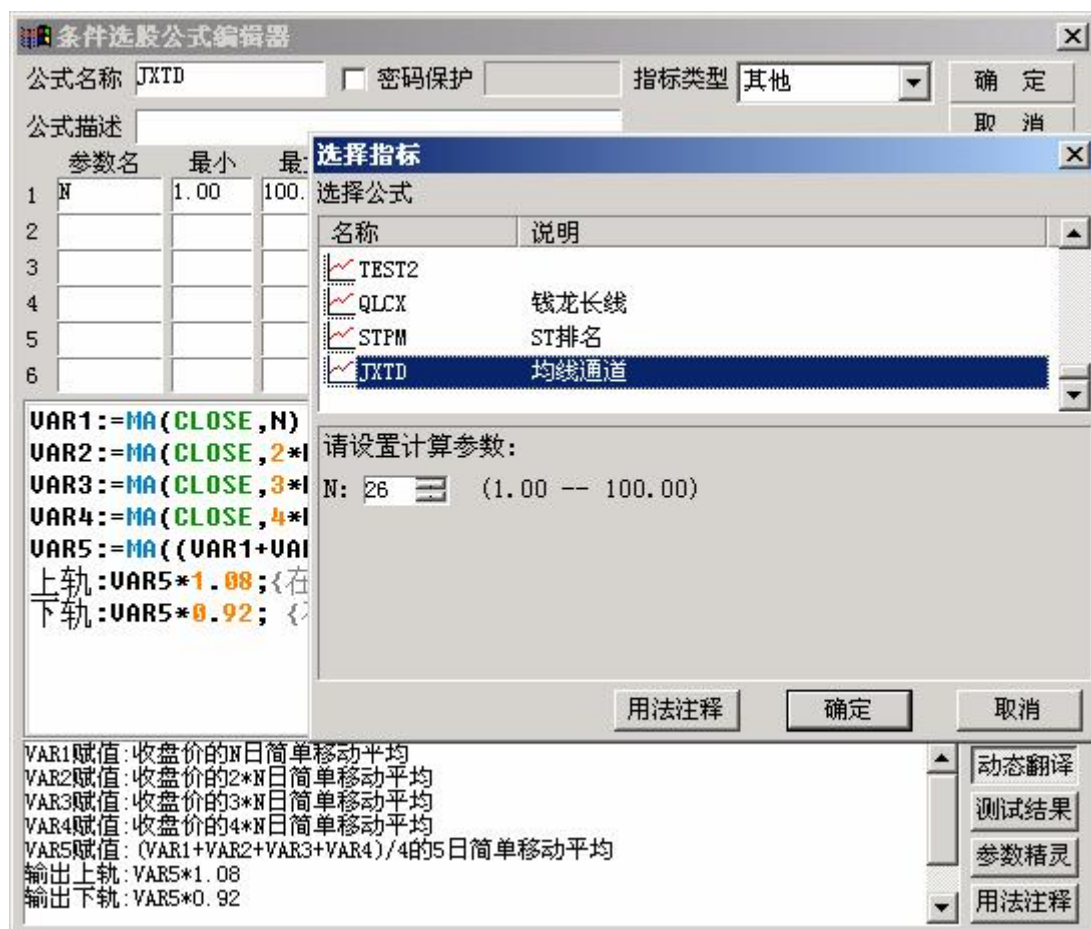 条件选股公式编辑器
公式名称 JXTD 密码保护 指标类型 其他 确 定
公式描述 取 消
参数名 最小
1 N 1.00 100.
2
3
4
5
6
选择指标
选择公式
名称 说明
TEST2
QLCX 钱龙长线
STPM ST排名
JXTD 均线通道
请设置计算参数:
N: 26 (1.00 -- 100.00)
用法注释 确定 取消
VAR1:=MA(CLOSE,N)
VAR2:=MA(CLOSE,2*
VAR3:=MA(CLOSE,3*
VAR4:=MA(CLOSE,4*
VAR5:=MA((VAR1+VA
上轨:VAR5*1.08;{在
下轨:VAR5*0.92; {
VAR1赋值:收盘价的N日简单移动平均
VAR2赋值:收盘价的2*N日简单移动平均
VAR3赋值:收盘价的3*N日简单移动平均
VAR4赋值:收盘价的4*N日简单移动平均
VAR5赋值:(VAR1+VAR2+VAR3+VAR4)/4的5日简单移动平均
输出上轨:VAR5*1.08
输出下轨:VAR5*0.92
动态翻译
测试结果
参数精灵
用法注释